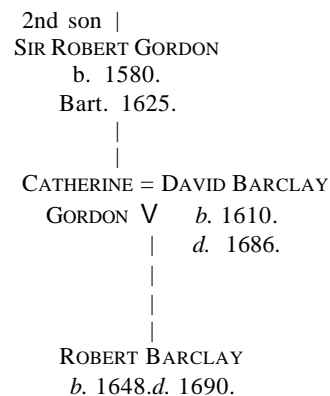 2nd son |
SIR ROBERT GORDON
b. 1580.
Bart. 1625.
|
|
CATHERINE = DAVID BARCLAY
GORDON V b. 1610.
| d. 1686.
|
|
|
ROBERT BARCLAY
b. 1648.d. 1690.